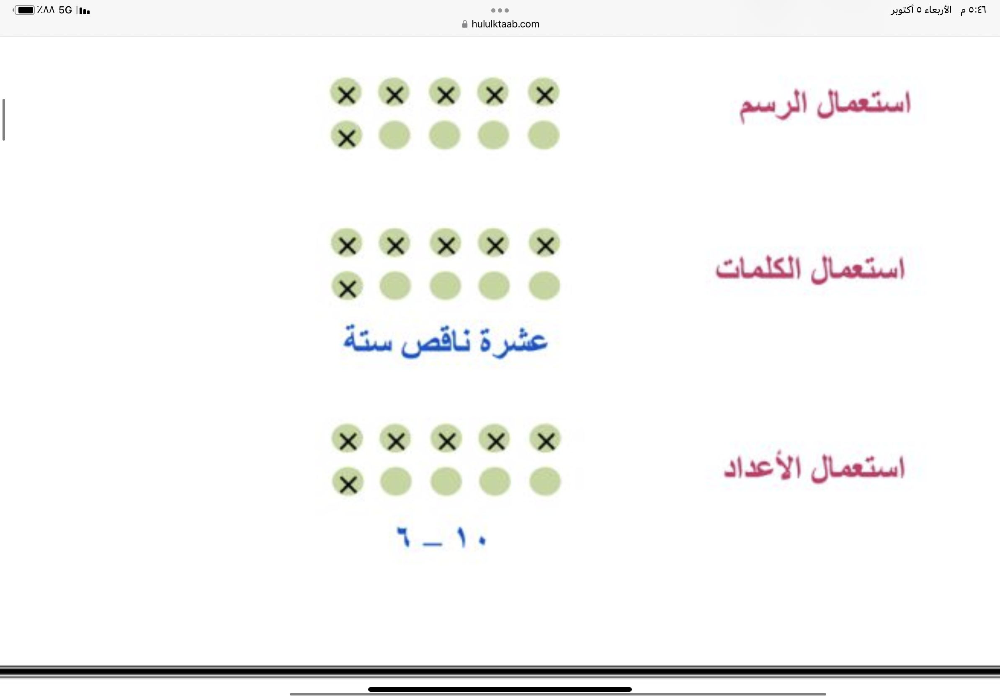 ٥:٤٦ م الأربعاء ٥ أكتوبر
5G ٪٨٨
hululktaab.com
استعمال الرسم
استعمال الكلمات
عشرة ناقص ستة
استعمال الأعداد
٦ – ١٠